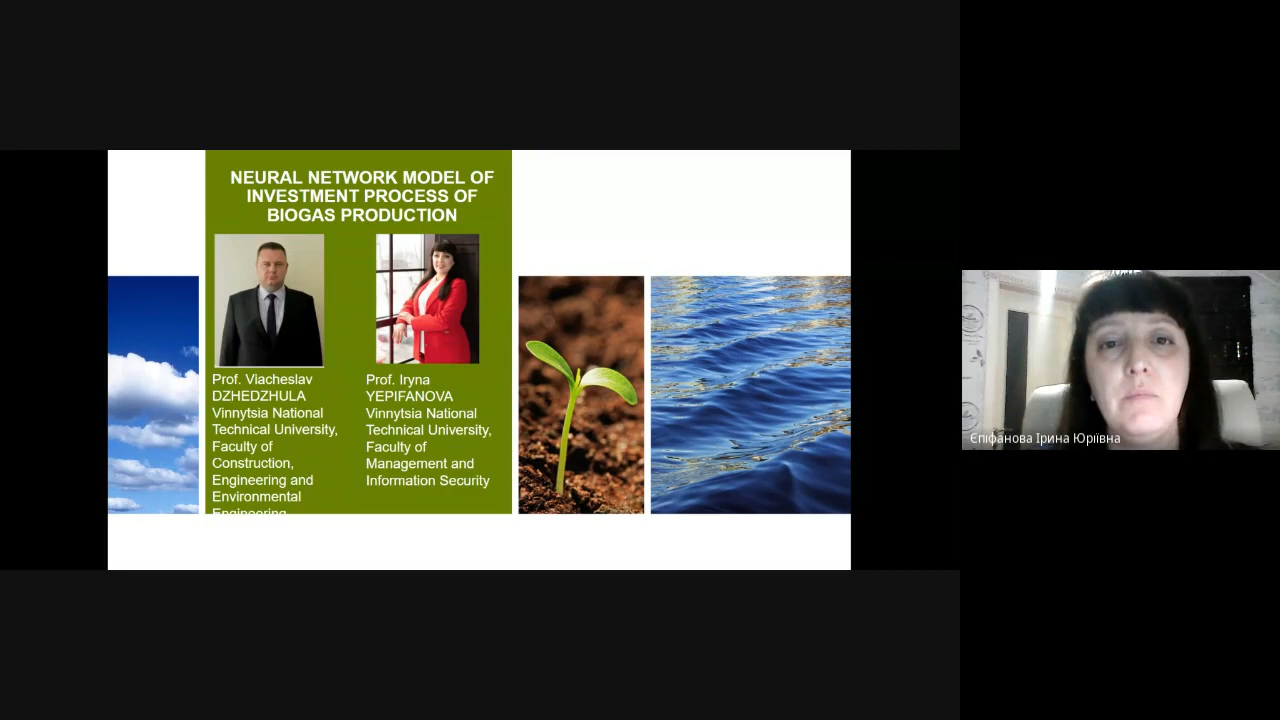 NEURAL NETWORK MODEL OF
INVESTMENT PROCESS OF
BIOGAS PRODUCTION
Prof. Viacheslav
DZHEDZHULA
Vinnytsia National
Technical University,
Faculty of
Construction,
Engineering and
Environmental
Engineering
Prof. Iryna
YEPIFANOVA
Vinnytsia National
Technical University,
Faculty of
Management and
Information Security
Єпіфанова Ірина Юріївна